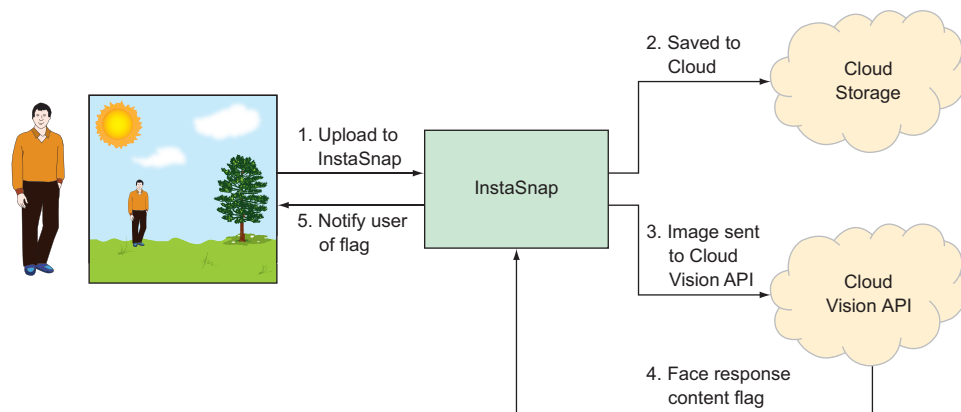 1. Upload to
InstaSnap
InstaSnap
5. Notify user
of flag
2. Saved to
Cloud
Cloud
Storage
3. Image sent
to Cloud
Vision API
Cloud
Vision API
4. Face response
content flag